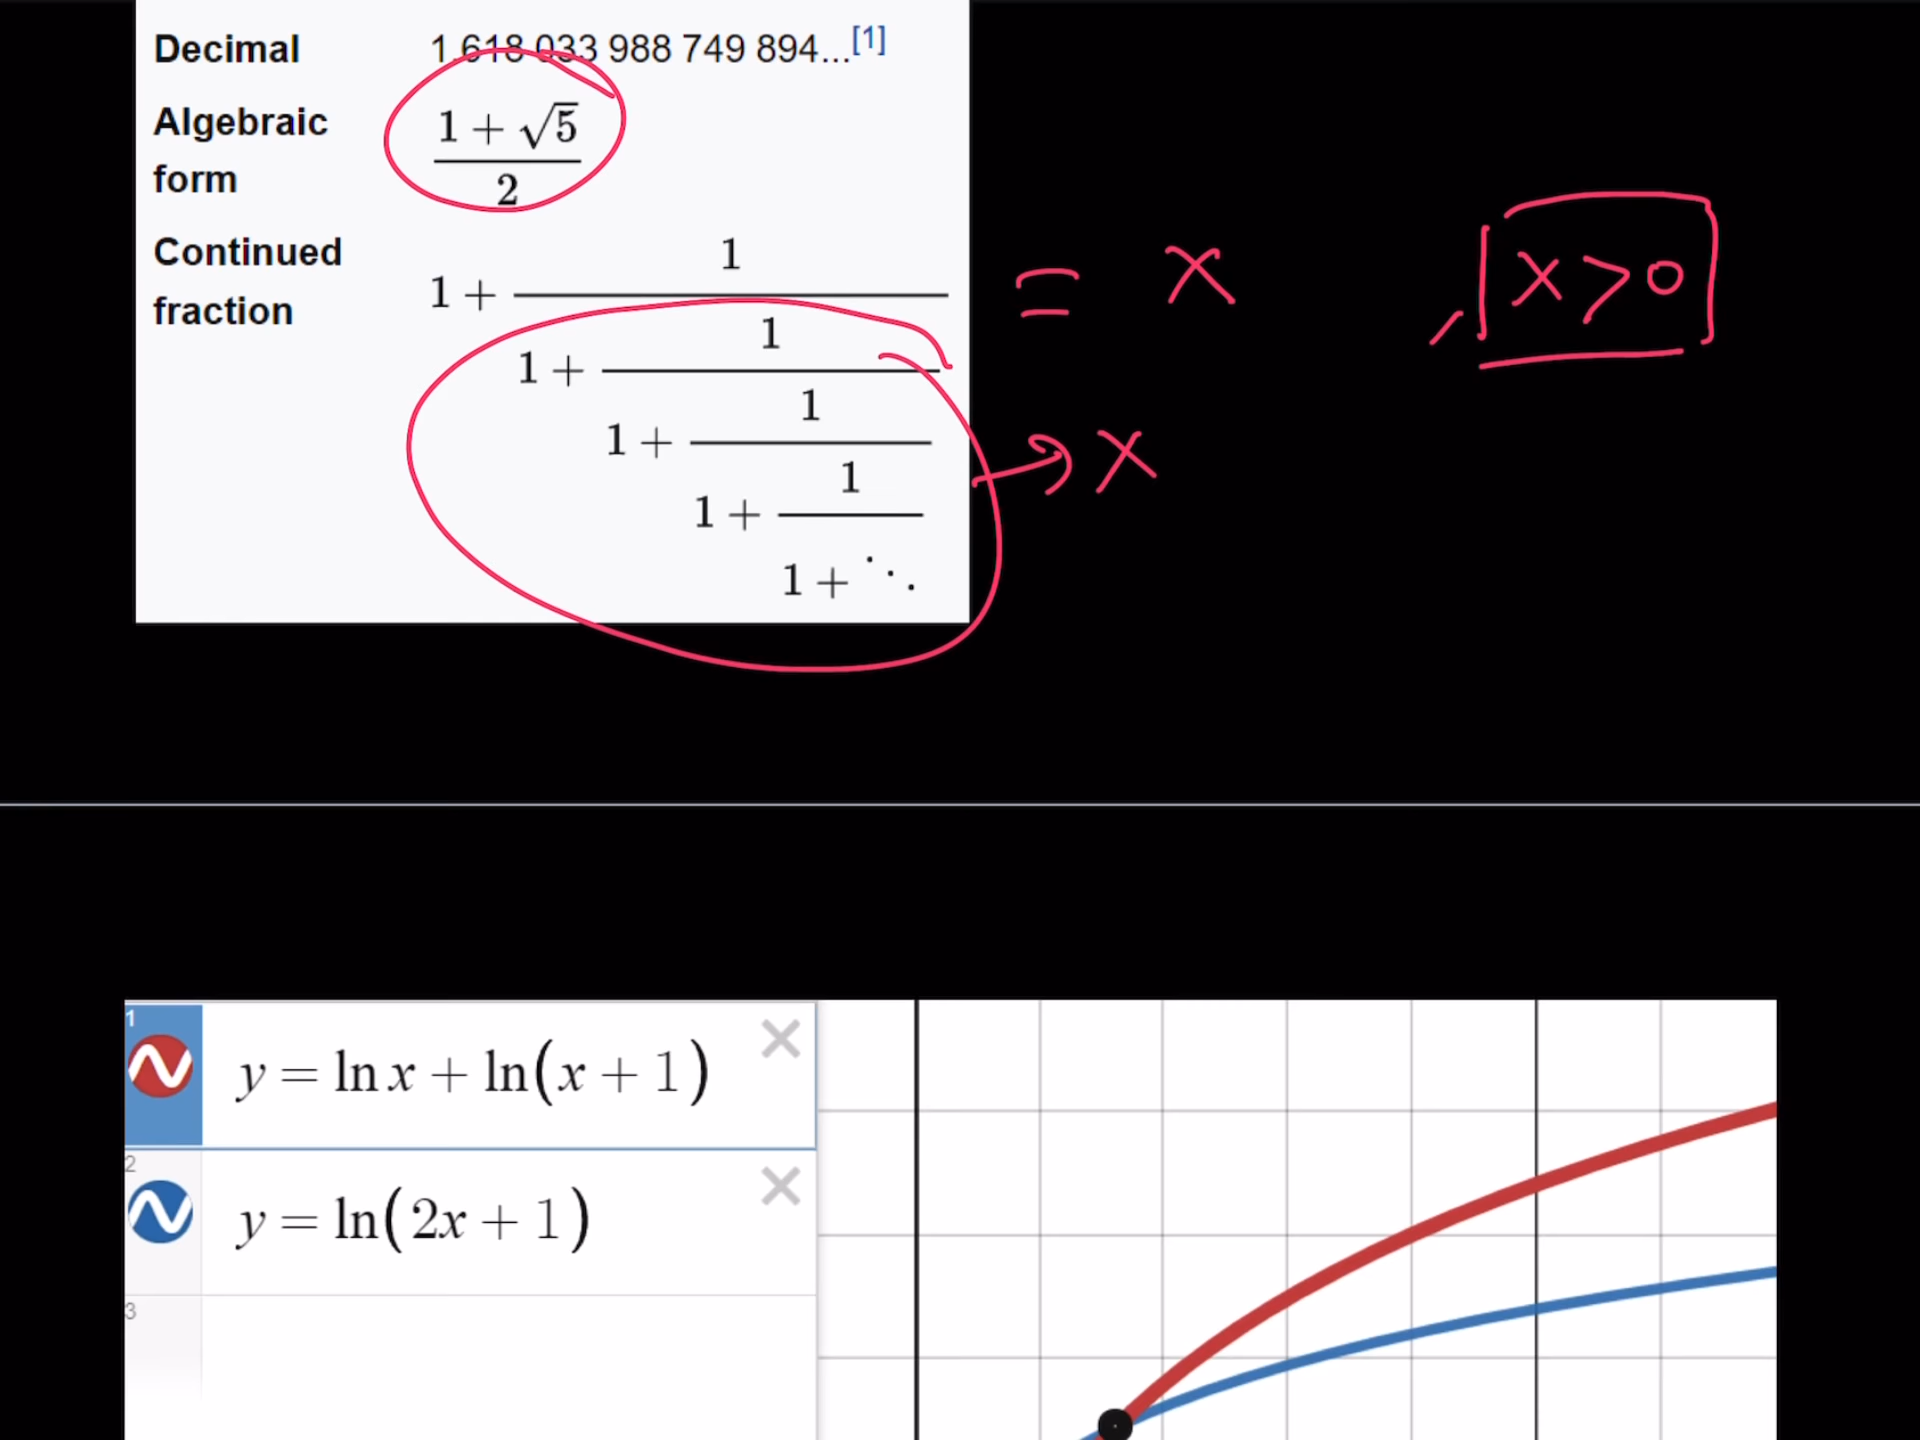 Decimal 1.618 033 988 749 894...[1]
Algebraic form (1 + √5) / 2
Continued fraction 1 + 1 / (1 + 1 / (1 + 1 / (1 + 1 / (1 + ⋱))))
= x , x>0
→ x
1
y = ln x + ln(x + 1)
2
y = ln(2x + 1)
3